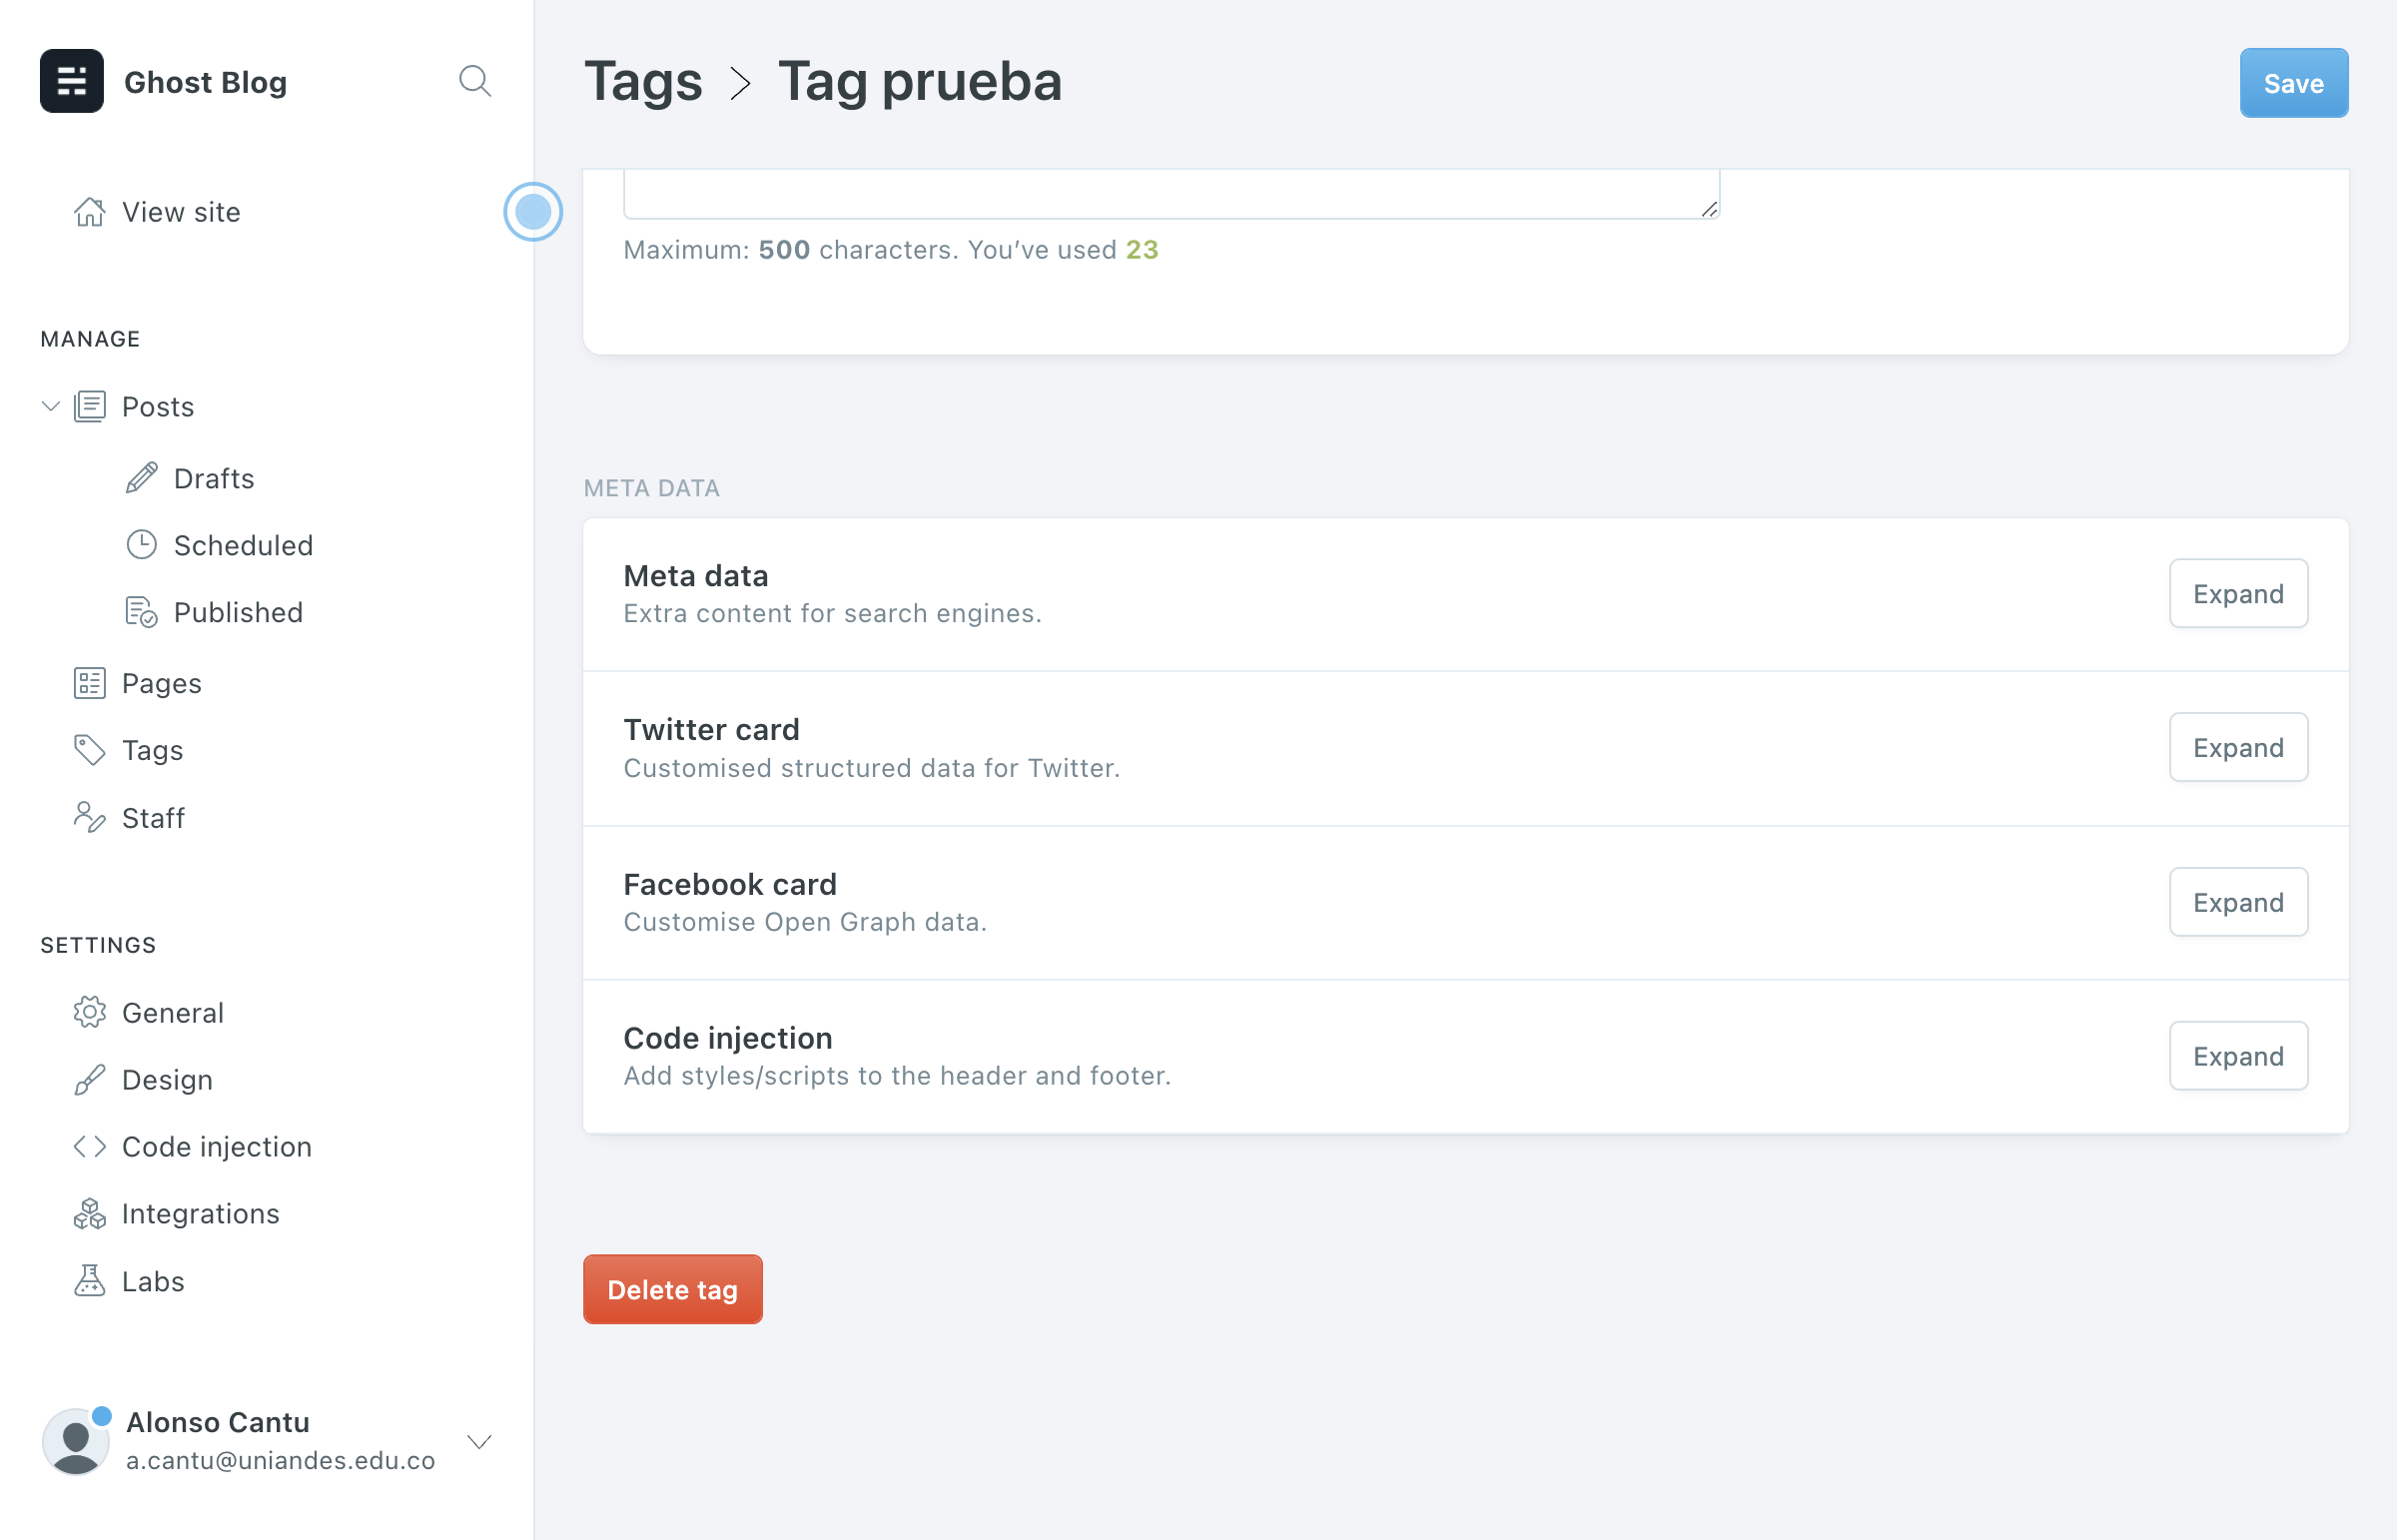 Ghost Blog
View site
MANAGE
Posts
Drafts
Scheduled
Published
Pages
Tags
Staff
SETTINGS
General
Design
Code injection
Integrations
Labs
Alonso Cantu
a.cantu@uniandes.edu.co
Tags > Tag prueba
Save
Maximum: 500 characters. You’ve used 23
META DATA
Meta data
Extra content for search engines.
Expand
Twitter card
Customised structured data for Twitter.
Expand
Facebook card
Customise Open Graph data.
Expand
Code injection
Add styles/scripts to the header and footer.
Expand
Delete tag